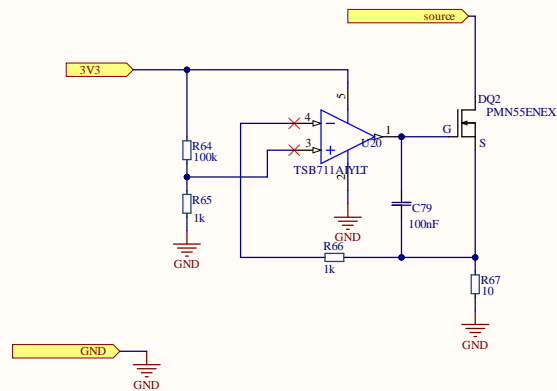 source
3V3
DQ2
PMN55ENEX
5
4
1
G
U20
3
S
R64
100k
TSB711AIYLT
2
R65
C79
1k
100nF
GND
R66
GND
1k
R67
10
GND
GND
GND